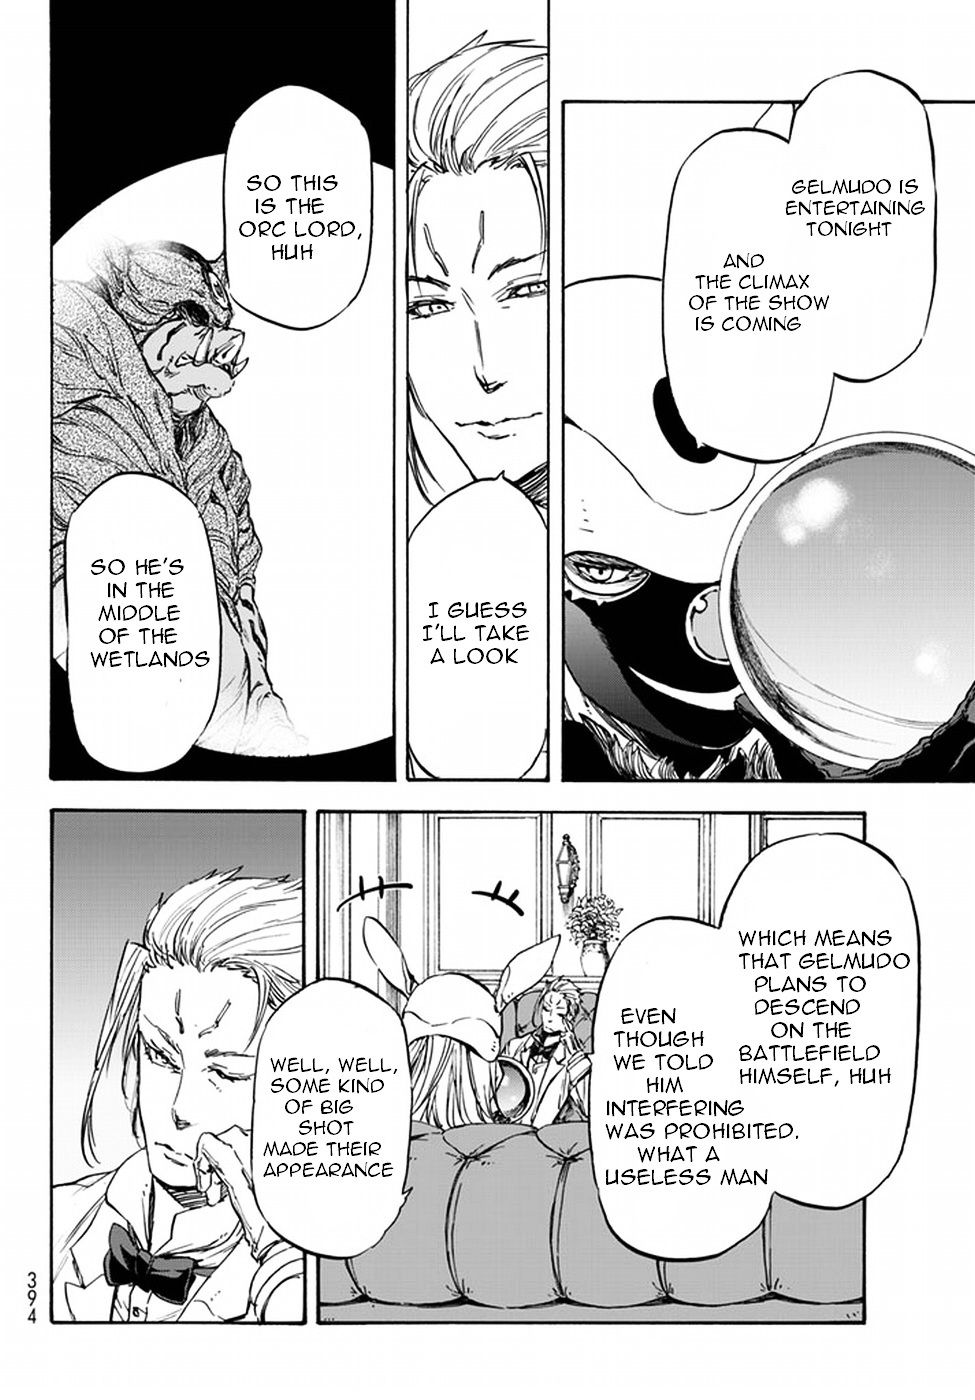 GELMUDO IS
ENTERTAINING
TONIGHT
AND
THE CLIMAX
OF THE SHOW
IS COMING
I GUESS
I'LL TAKE
A LOOK
SO THIS
IS THE
ORC LORD,
HUH
SO HE'S
IN THE
MIDDLE
OF THE
WETLANDS
WHICH MEANS
THAT GELMUDO
PLANS TO
DESCEND
ON THE
BATTLEFIELD
HIMSELF, HUH
EVEN
THOUGH
WE TOLD
HIM
INTERFERING
WAS PROHIBITED.
WHAT A
USELESS MAN
WELL, WELL,
SOME KIND
OF BIG
SHOT
MADE THEIR
APPEARANCE
394